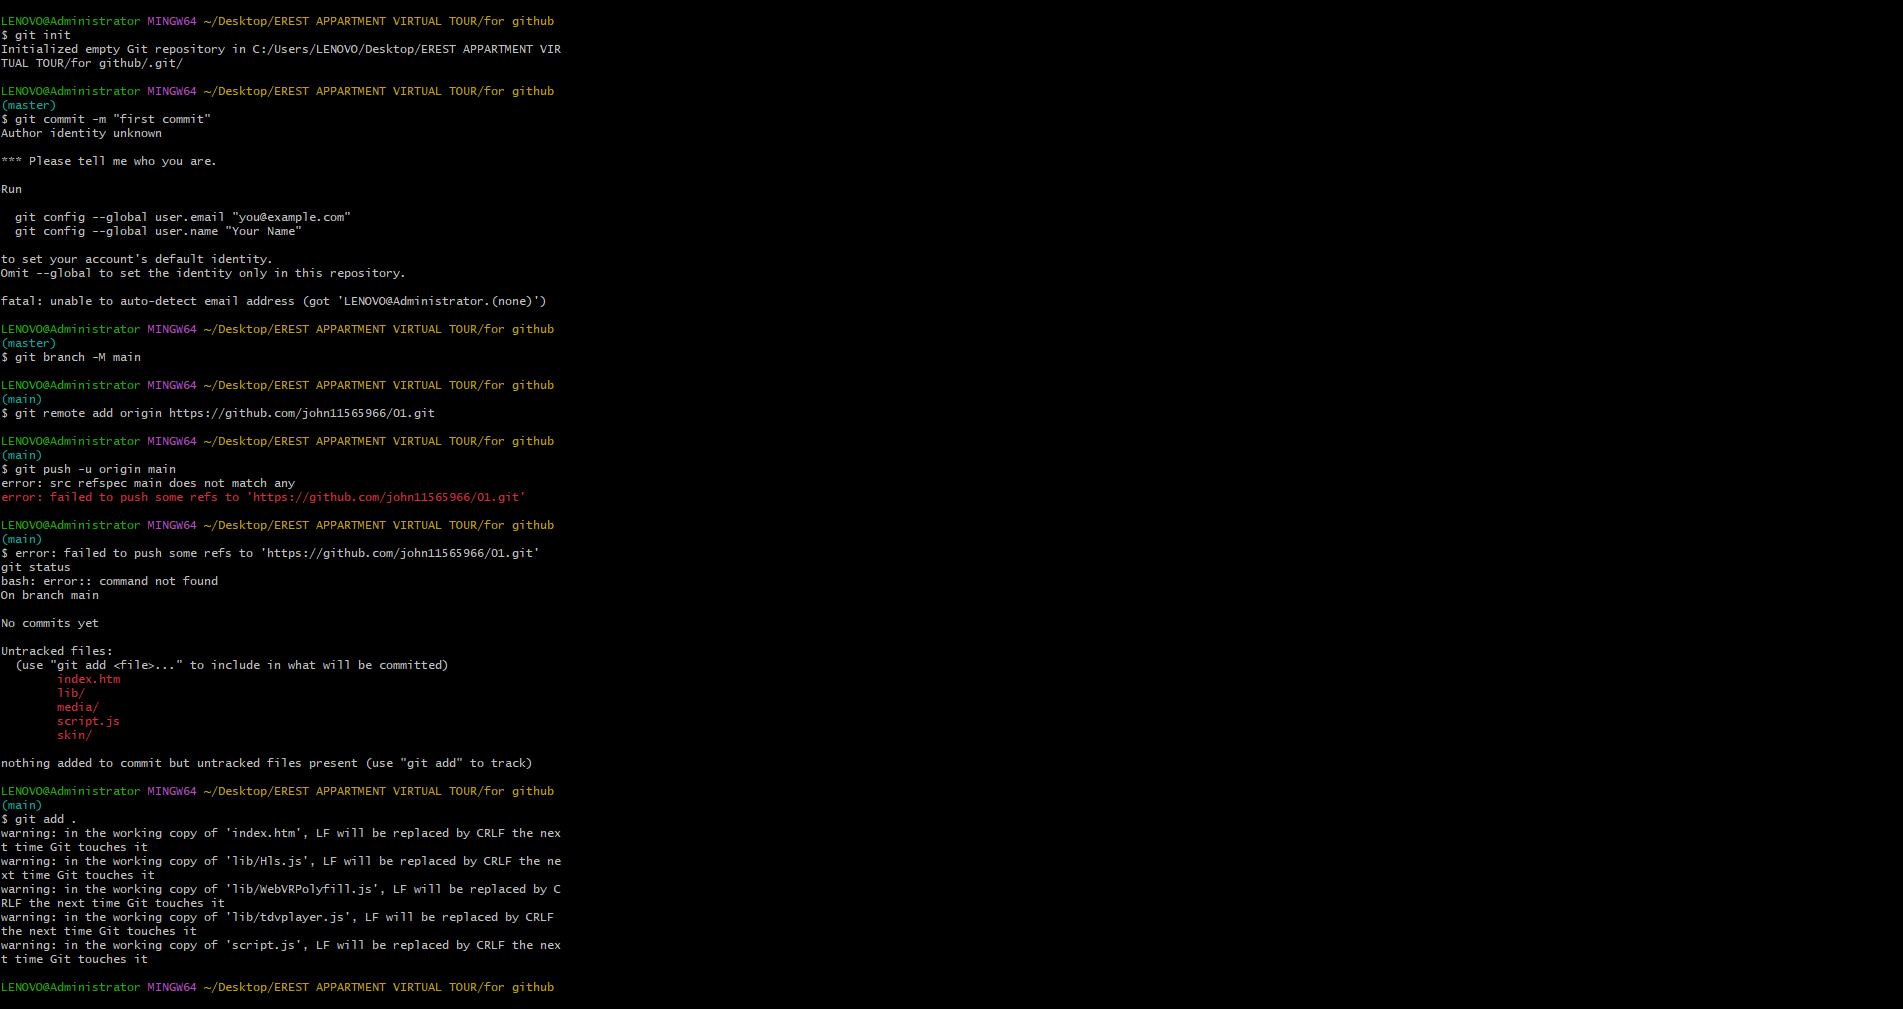 LENOVO@Administrator MINGW64 ~/Desktop/EREST APPARTMENT VIRTUAL TOUR/for github
$ git init
Initialized empty Git repository in C:/Users/LENOVO/Desktop/EREST APPARTMENT VIR
TUAL TOUR/for github/.git/
LENOVO@Administrator MINGW64 ~/Desktop/EREST APPARTMENT VIRTUAL TOUR/for github
(master)
$ git commit -m "first commit"
Author identity unknown
*** Please tell me who you are.
Run
  git config --global user.email "you@example.com"
  git config --global user.name "Your Name"
to set your account's default identity.
Omit --global to set the identity only in this repository.
fatal: unable to auto-detect email address (got 'LENOVO@Administrator.(none)')
LENOVO@Administrator MINGW64 ~/Desktop/EREST APPARTMENT VIRTUAL TOUR/for github
(master)
$ git branch -M main
LENOVO@Administrator MINGW64 ~/Desktop/EREST APPARTMENT VIRTUAL TOUR/for github
(main)
$ git remote add origin https://github.com/john11565966/01.git
LENOVO@Administrator MINGW64 ~/Desktop/EREST APPARTMENT VIRTUAL TOUR/for github
(main)
$ git push -u origin main
error: src refspec main does not match any
error: failed to push some refs to 'https://github.com/john11565966/01.git'
LENOVO@Administrator MINGW64 ~/Desktop/EREST APPARTMENT VIRTUAL TOUR/for github
(main)
$ error: failed to push some refs to 'https://github.com/john11565966/01.git'
git status
bash: error:: command not found
On branch main
No commits yet
Untracked files:
  (use "git add <file>..." to include in what will be committed)
        index.htm
        lib/
        media/
        script.js
        skin/
nothing added to commit but untracked files present (use "git add" to track)
LENOVO@Administrator MINGW64 ~/Desktop/EREST APPARTMENT VIRTUAL TOUR/for github
(main)
$ git add .
warning: in the working copy of 'index.htm', LF will be replaced by CRLF the nex
t time Git touches it
warning: in the working copy of 'lib/Hls.js', LF will be replaced by CRLF the ne
xt time Git touches it
warning: in the working copy of 'lib/WebVRPolyfill.js', LF will be replaced by C
RLF the next time Git touches it
warning: in the working copy of 'lib/tdvplayer.js', LF will be replaced by CRLF
the next time Git touches it
warning: in the working copy of 'script.js', LF will be replaced by CRLF the nex
t time Git touches it
LENOVO@Administrator MINGW64 ~/Desktop/EREST APPARTMENT VIRTUAL TOUR/for github